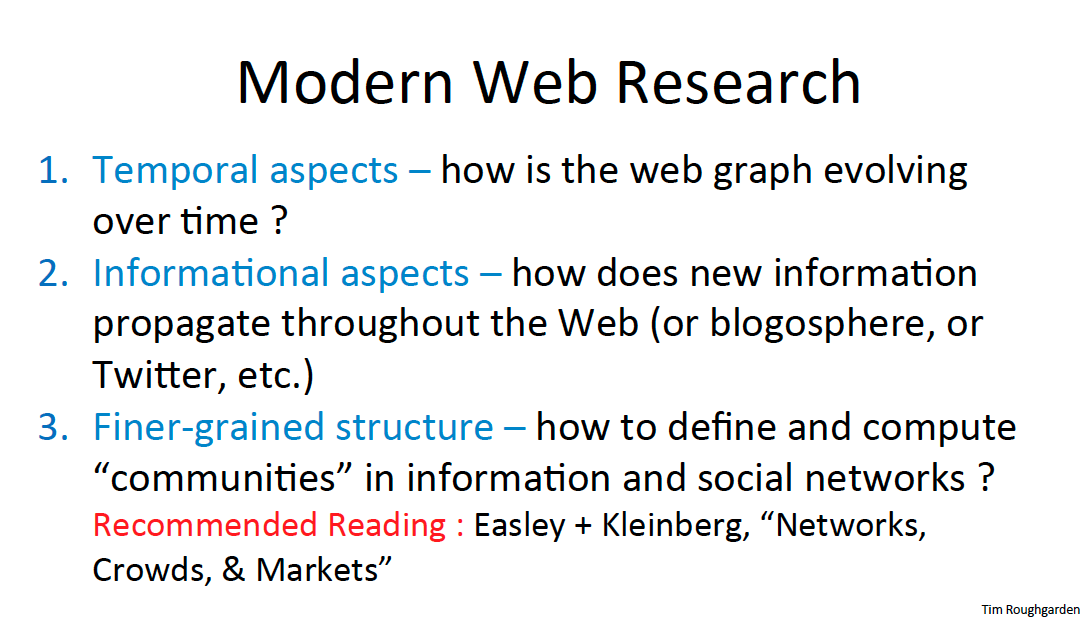 Modern Web Research
1. Temporal aspects – how is the web graph evolving
over time ?
2. Informational aspects – how does new information
propagate throughout the Web (or blogosphere, or
Twitter, etc.)
3. Finer-grained structure – how to define and compute
“communities” in information and social networks ?
Recommended Reading : Easley + Kleinberg, “Networks,
Crowds, & Markets”
Tim Roughgarden